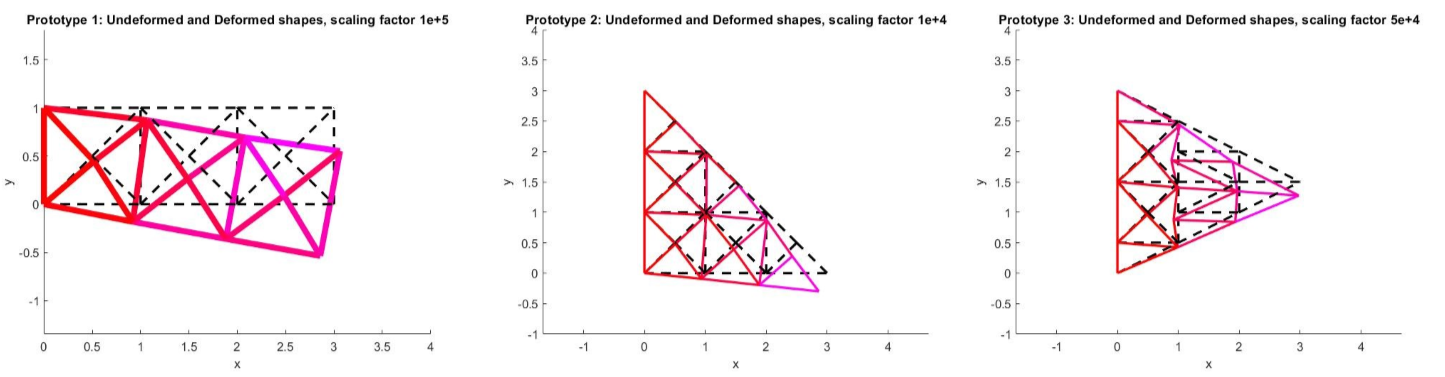 Prototype 1: Undeformed and Deformed shapes, scaling factor 1e+5
1.5
1
0.5
0
-0.5
-1
y
0 0.5 1 1.5 2 2.5 3 3.5 4
x
Prototype 2: Undeformed and Deformed shapes, scaling factor 1e+4
4
3.5
3
2.5
2
1.5
1
0.5
0
-0.5
-1
y
-1 0 1 2 3 4
x
Prototype 3: Undeformed and Deformed shapes, scaling factor 5e+4
4
3.5
3
2.5
2
1.5
1
0.5
0
-0.5
-1
y
-1 0 1 2 3 4
x